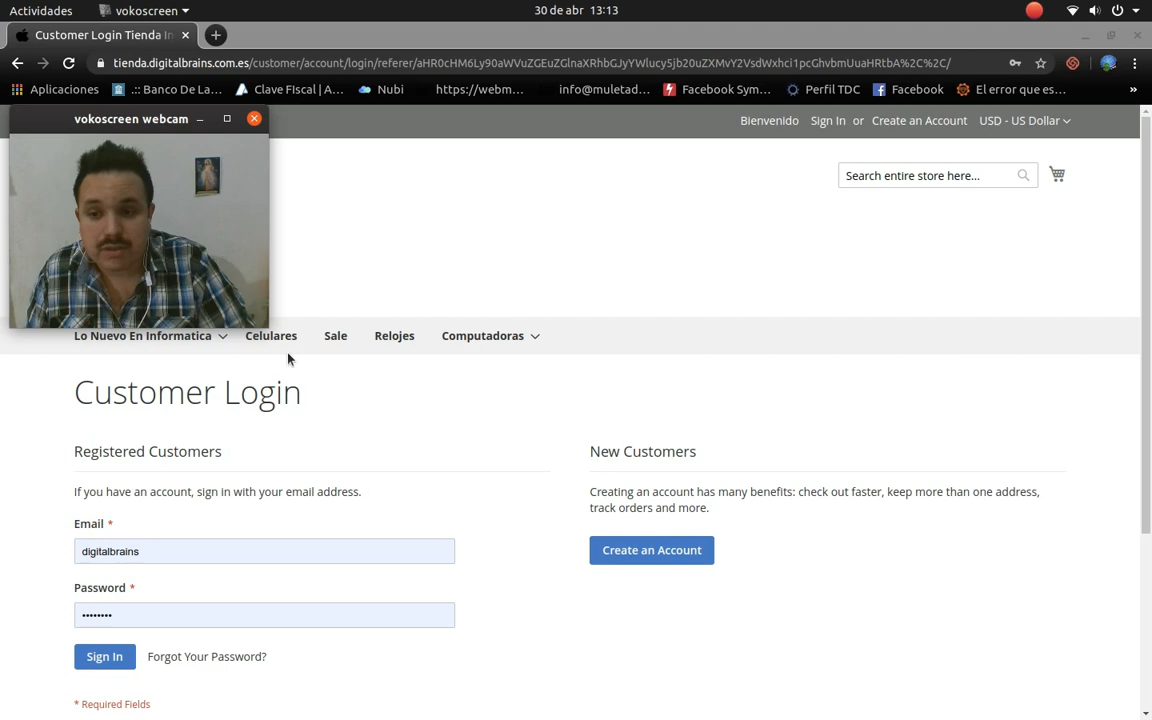 Actividades
vokoscreen
30 de abr 13:13
Customer Login Tienda In
tienda.digitalbrains.com.es/customer/account/login/referer/aHR0cHM6Ly90aWVuZGEuZGlnaXRhbGJyYWlucy5jb20uZXMvY2VsdWxhci1pcGhvbmUuaHRtbA%2C%2C/
Aplicaciones
.:: Banco De La...
Clave FIscal | A...
Nubi
https://webm...
info@muletad...
Facebook Sym...
Perfil TDC
Facebook
El error que es...
»
vokoscreen webcam
Bienvenido
Sign In or Create an Account
USD - US Dollar
Search entire store here...
Lo Nuevo En Informatica
Celulares
Sale
Relojes
Computadoras
Customer Login
Registered Customers
If you have an account, sign in with your email address.
Email *
digitalbrains
Password *
••••••••
Sign In
Forgot Your Password?
* Required Fields
New Customers
Creating an account has many benefits: check out faster, keep more than one address,
track orders and more.
Create an Account